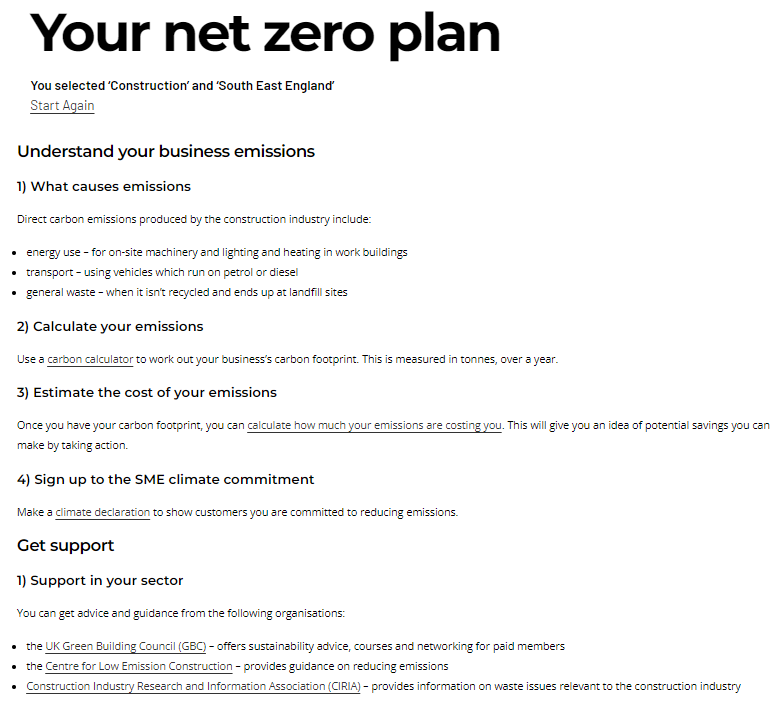 Your net zero plan
You selected ‘Construction’ and ‘South East England’
Start Again
Understand your business emissions
1) What causes emissions
Direct carbon emissions produced by the construction industry include:
• energy use – for on-site machinery and lighting and heating in work buildings
• transport – using vehicles which run on petrol or diesel
• general waste – when it isn’t recycled and ends up at landfill sites
2) Calculate your emissions
Use a carbon calculator to work out your business’s carbon footprint. This is measured in tonnes, over a year.
3) Estimate the cost of your emissions
Once you have your carbon footprint, you can calculate how much your emissions are costing you. This will give you an idea of potential savings you can
make by taking action.
4) Sign up to the SME climate commitment
Make a climate declaration to show customers you are committed to reducing emissions.
Get support
1) Support in your sector
You can get advice and guidance from the following organisations:
• the UK Green Building Council (GBC) – offers sustainability advice, courses and networking for paid members
• the Centre for Low Emission Construction – provides guidance on reducing emissions
• Construction Industry Research and Information Association (CIRIA) – provides information on waste issues relevant to the construction industry